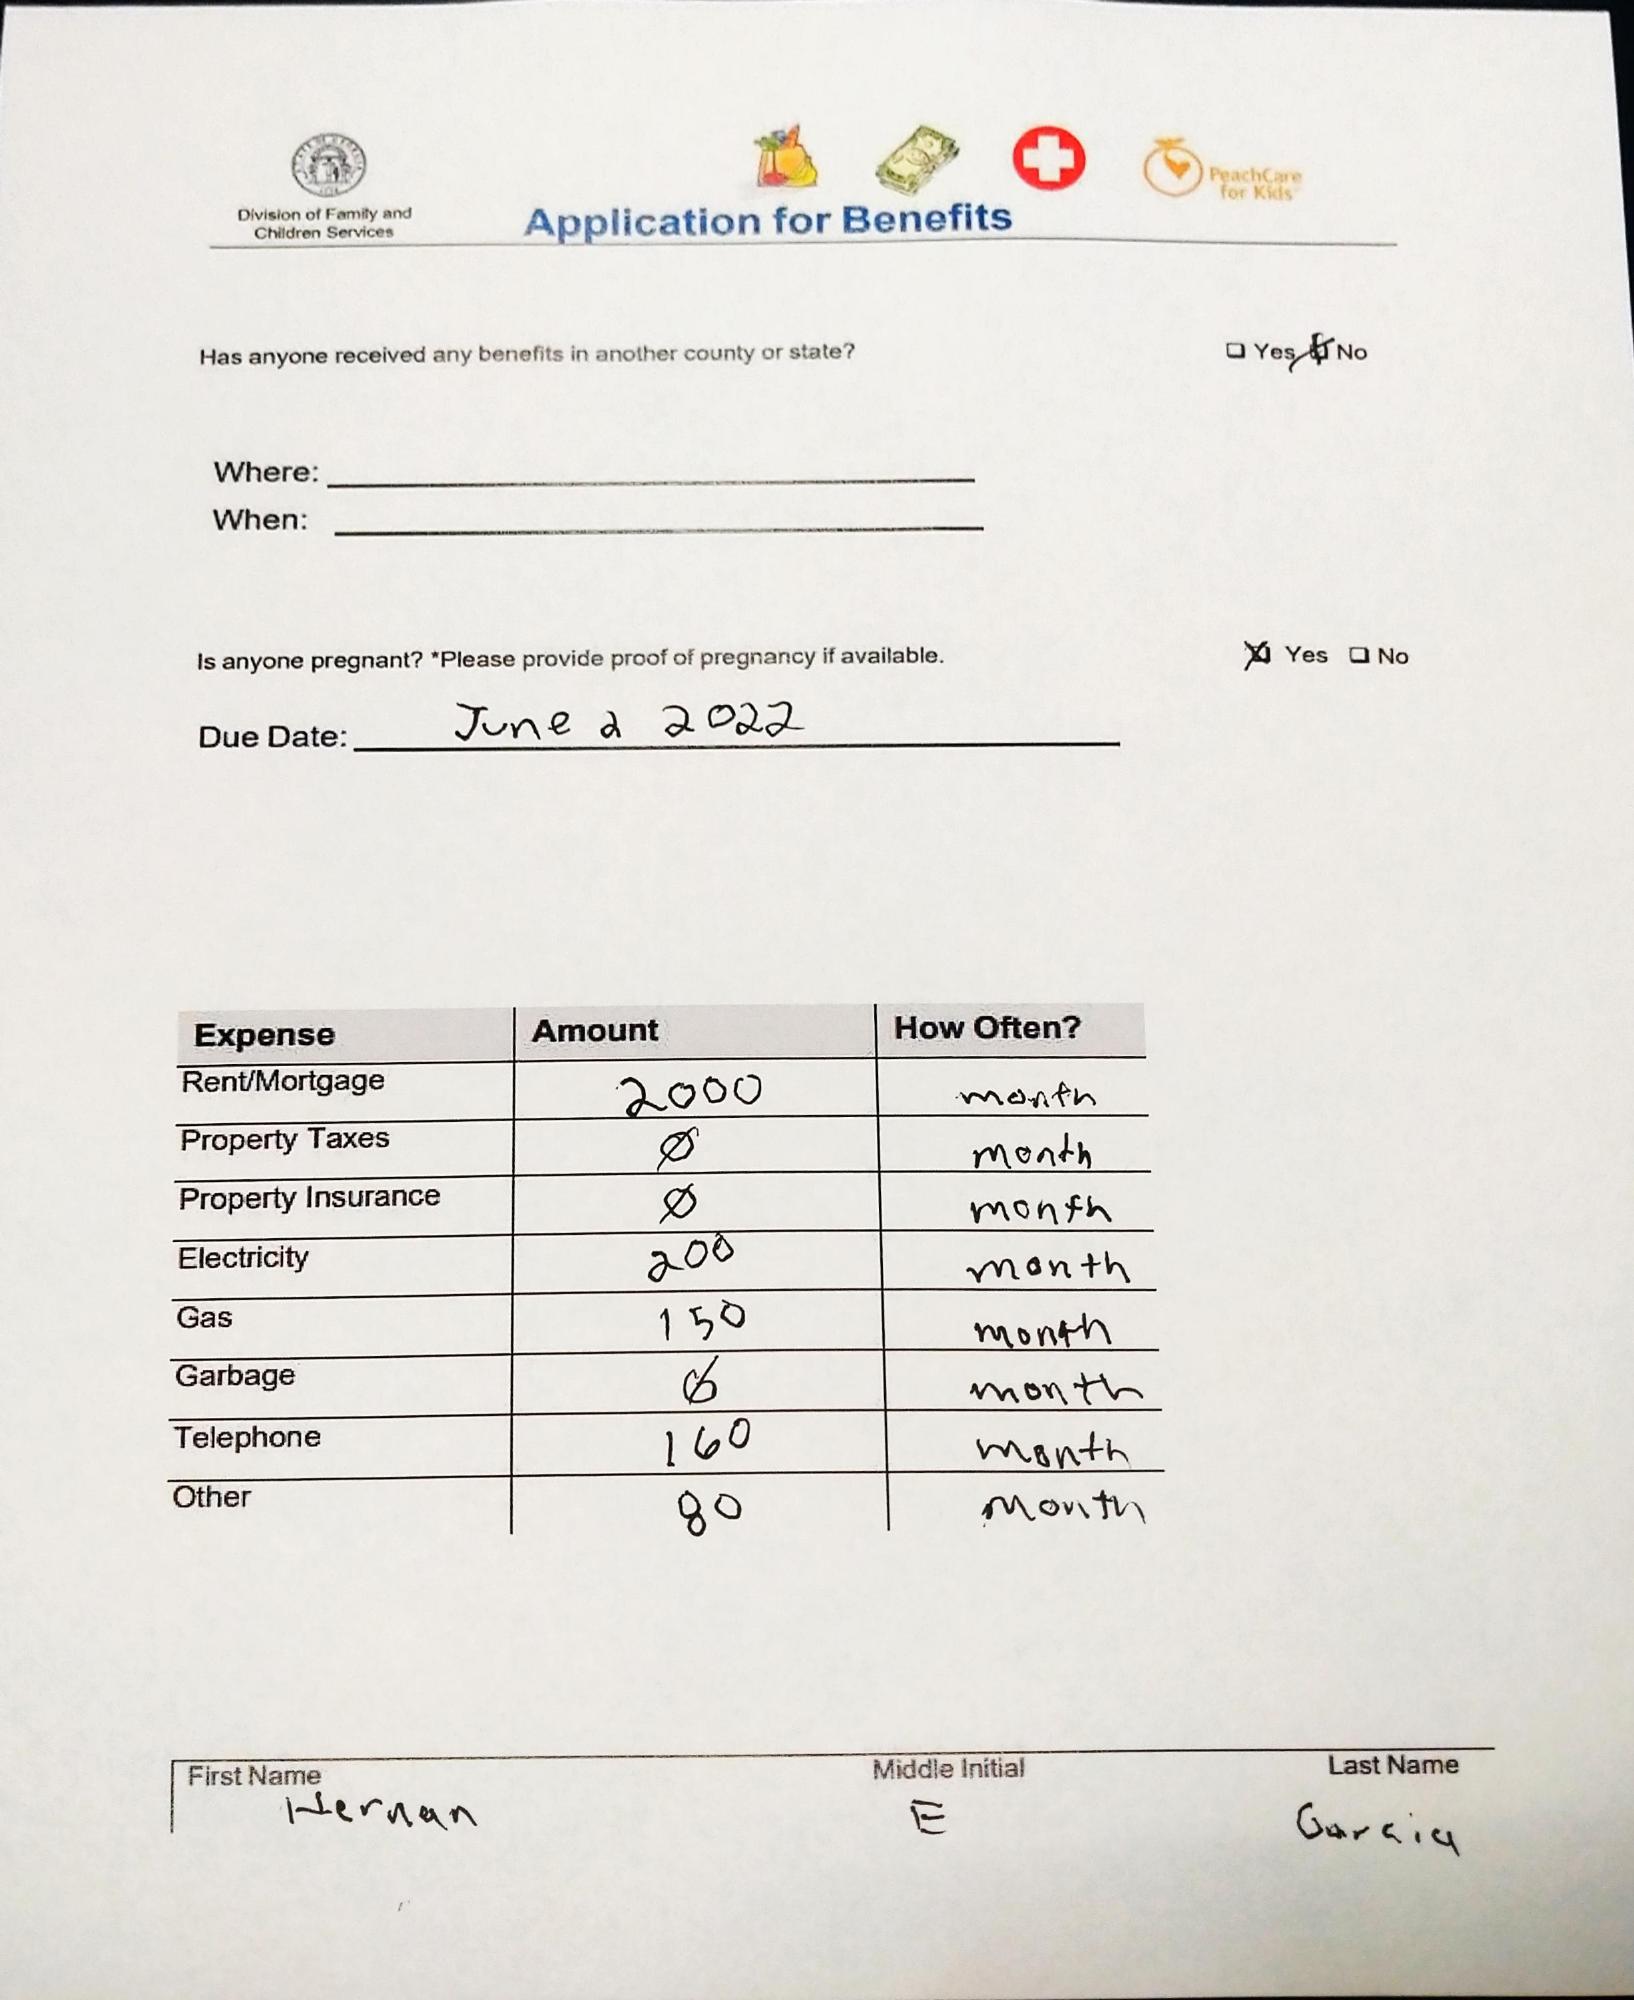 Division of Family and
Children Services
PeachCare
for Kids
Application for Benefits
Has anyone received any benefits in another county or state? Yes No
Where:
When:
Is anyone pregnant? *Please provide proof of pregnancy if available. Yes No
Due Date: June 2 2022
Expense Amount How Often?
Rent/Mortgage 2000 month
Property Taxes Ø month
Property Insurance Ø month
Electricity 200 month
Gas 150 month
Garbage Ø month
Telephone 160 month
Other 80 month
First Name Middle Initial Last Name
Hernan E Garcia